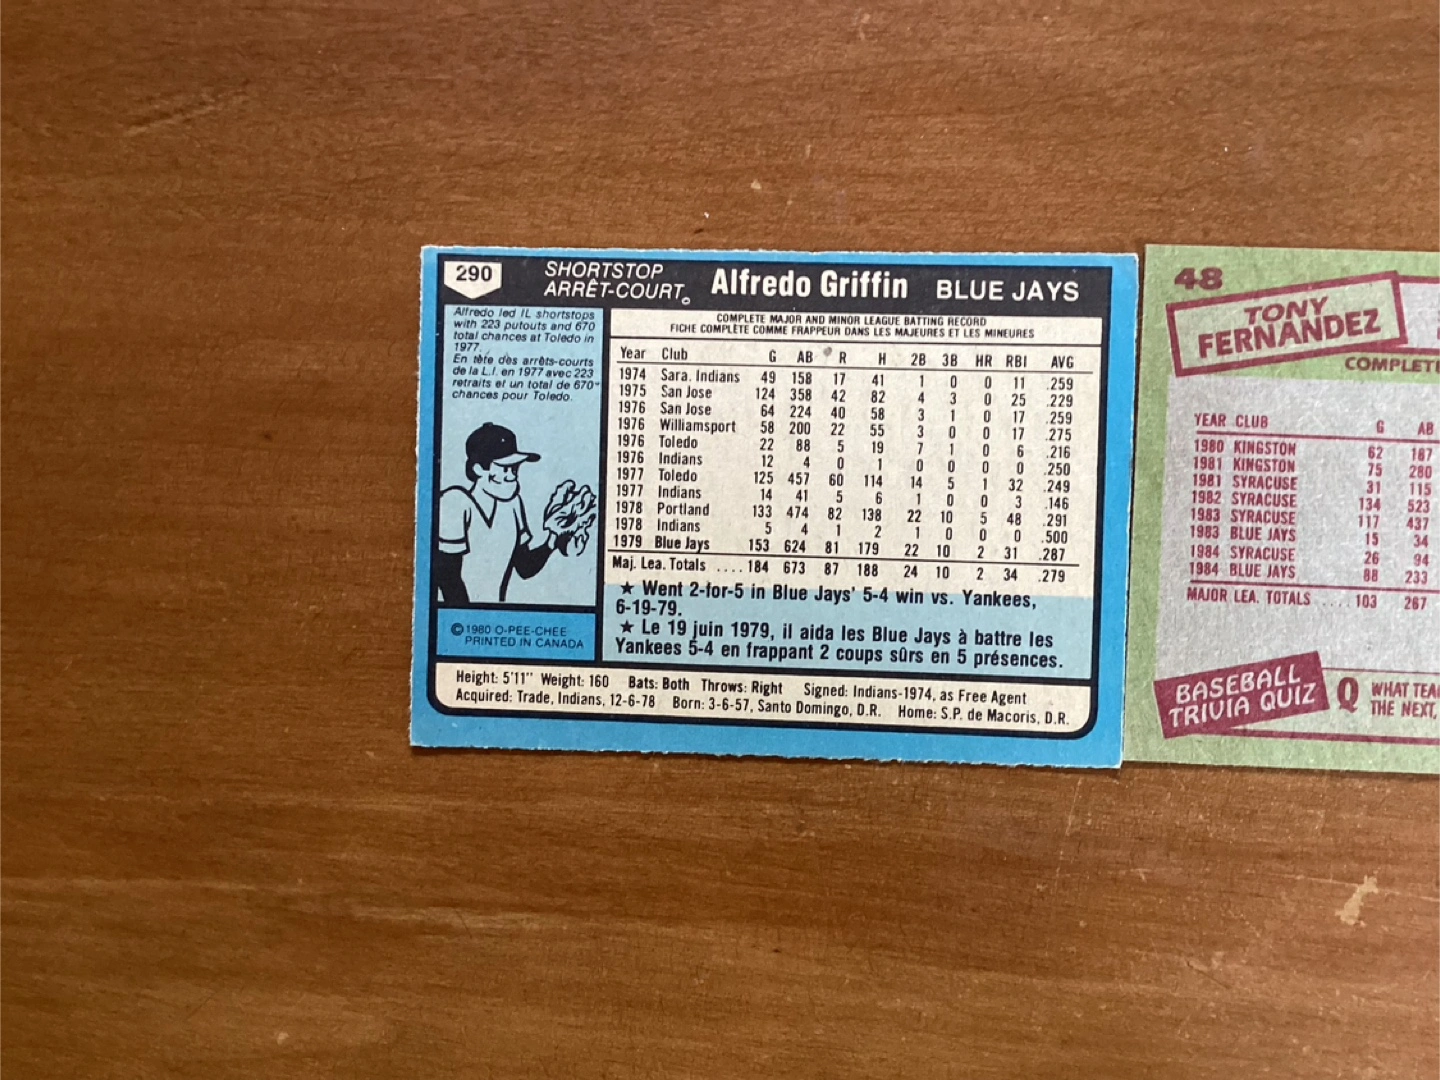 290
SHORTSTOP
ARRÊT-COURT
Alfredo Griffin
BLUE JAYS
Alfredo led IL shortstops
with 223 putouts and 670
total chances at Toledo in
1977.
En tête des arrêts-courts
de la L.I. en 1977 avec 223
retraits et un total de 670
chances pour Toledo.
©1980 O-PEE-CHEE
PRINTED IN CANADA
COMPLETE MAJOR AND MINOR LEAGUE BATTING RECORD
FICHE COMPLÈTE COMME FRAPPEUR DANS LES MAJEURES ET LES MINEURES
Year Club G AB R H 2B 3B HR RBI AVG
1974 Sara. Indians 49 158 17 41 1 0 0 11 .259
1975 San Jose 124 358 42 82 4 3 0 25 .229
1976 San Jose 64 224 40 58 3 1 0 17 .259
1976 Williamsport 58 200 22 55 3 0 0 17 .275
1976 Toledo 22 88 5 19 7 1 0 6 .216
1976 Indians 12 4 0 1 0 0 0 0 .250
1977 Toledo 125 457 60 114 14 5 1 32 .249
1977 Indians 14 41 5 6 1 0 0 3 .146
1978 Portland 133 474 82 138 22 10 5 48 .291
1978 Indians 5 4 1 2 1 0 0 0 .500
1979 Blue Jays 153 624 81 179 22 10 2 31 .287
Maj. Lea. Totals .... 184 673 87 188 24 10 2 34 .279
★ Went 2-for-5 in Blue Jays' 5-4 win vs. Yankees,
6-19-79.
★ Le 19 juin 1979, il aida les Blue Jays à battre les
Yankees 5-4 en frappant 2 coups sûrs en 5 présences.
Height: 5'11" Weight: 160 Bats: Both Throws: Right Signed: Indians-1974, as Free Agent
Acquired: Trade, Indians, 12-6-78 Born: 3-6-57, Santo Domingo, D.R. Home: S.P. de Macoris, D.R.
48
TONY
FERNANDEZ
COMPLETE
YEAR CLUB G AB
1980 KINGSTON 62 187
1981 KINGSTON 75 280
1981 SYRACUSE 31 115
1982 SYRACUSE 134 523
1983 SYRACUSE 117 437
1983 BLUE JAYS 15 34
1984 SYRACUSE 26 94
1984 BLUE JAYS 88 233
MAJOR LEA. TOTALS .... 103 267
BASEBALL
TRIVIA QUIZ
Q WHAT TEA
THE NEXT,